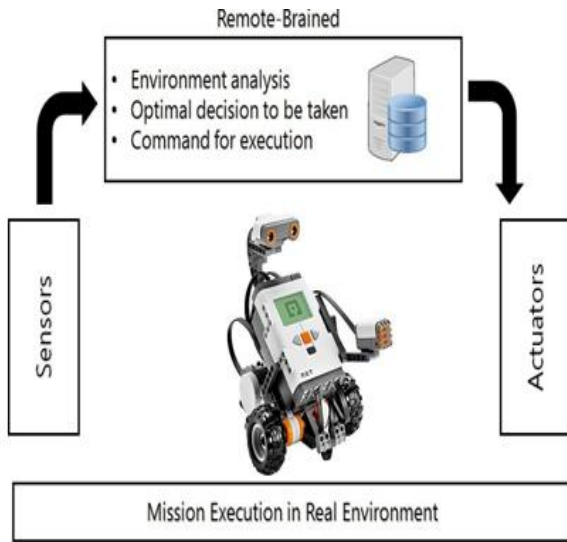 Remote-Brained
• Environment analysis
• Optimal decision to be taken
• Command for execution
Sensors
Actuators
Mission Execution in Real Environment